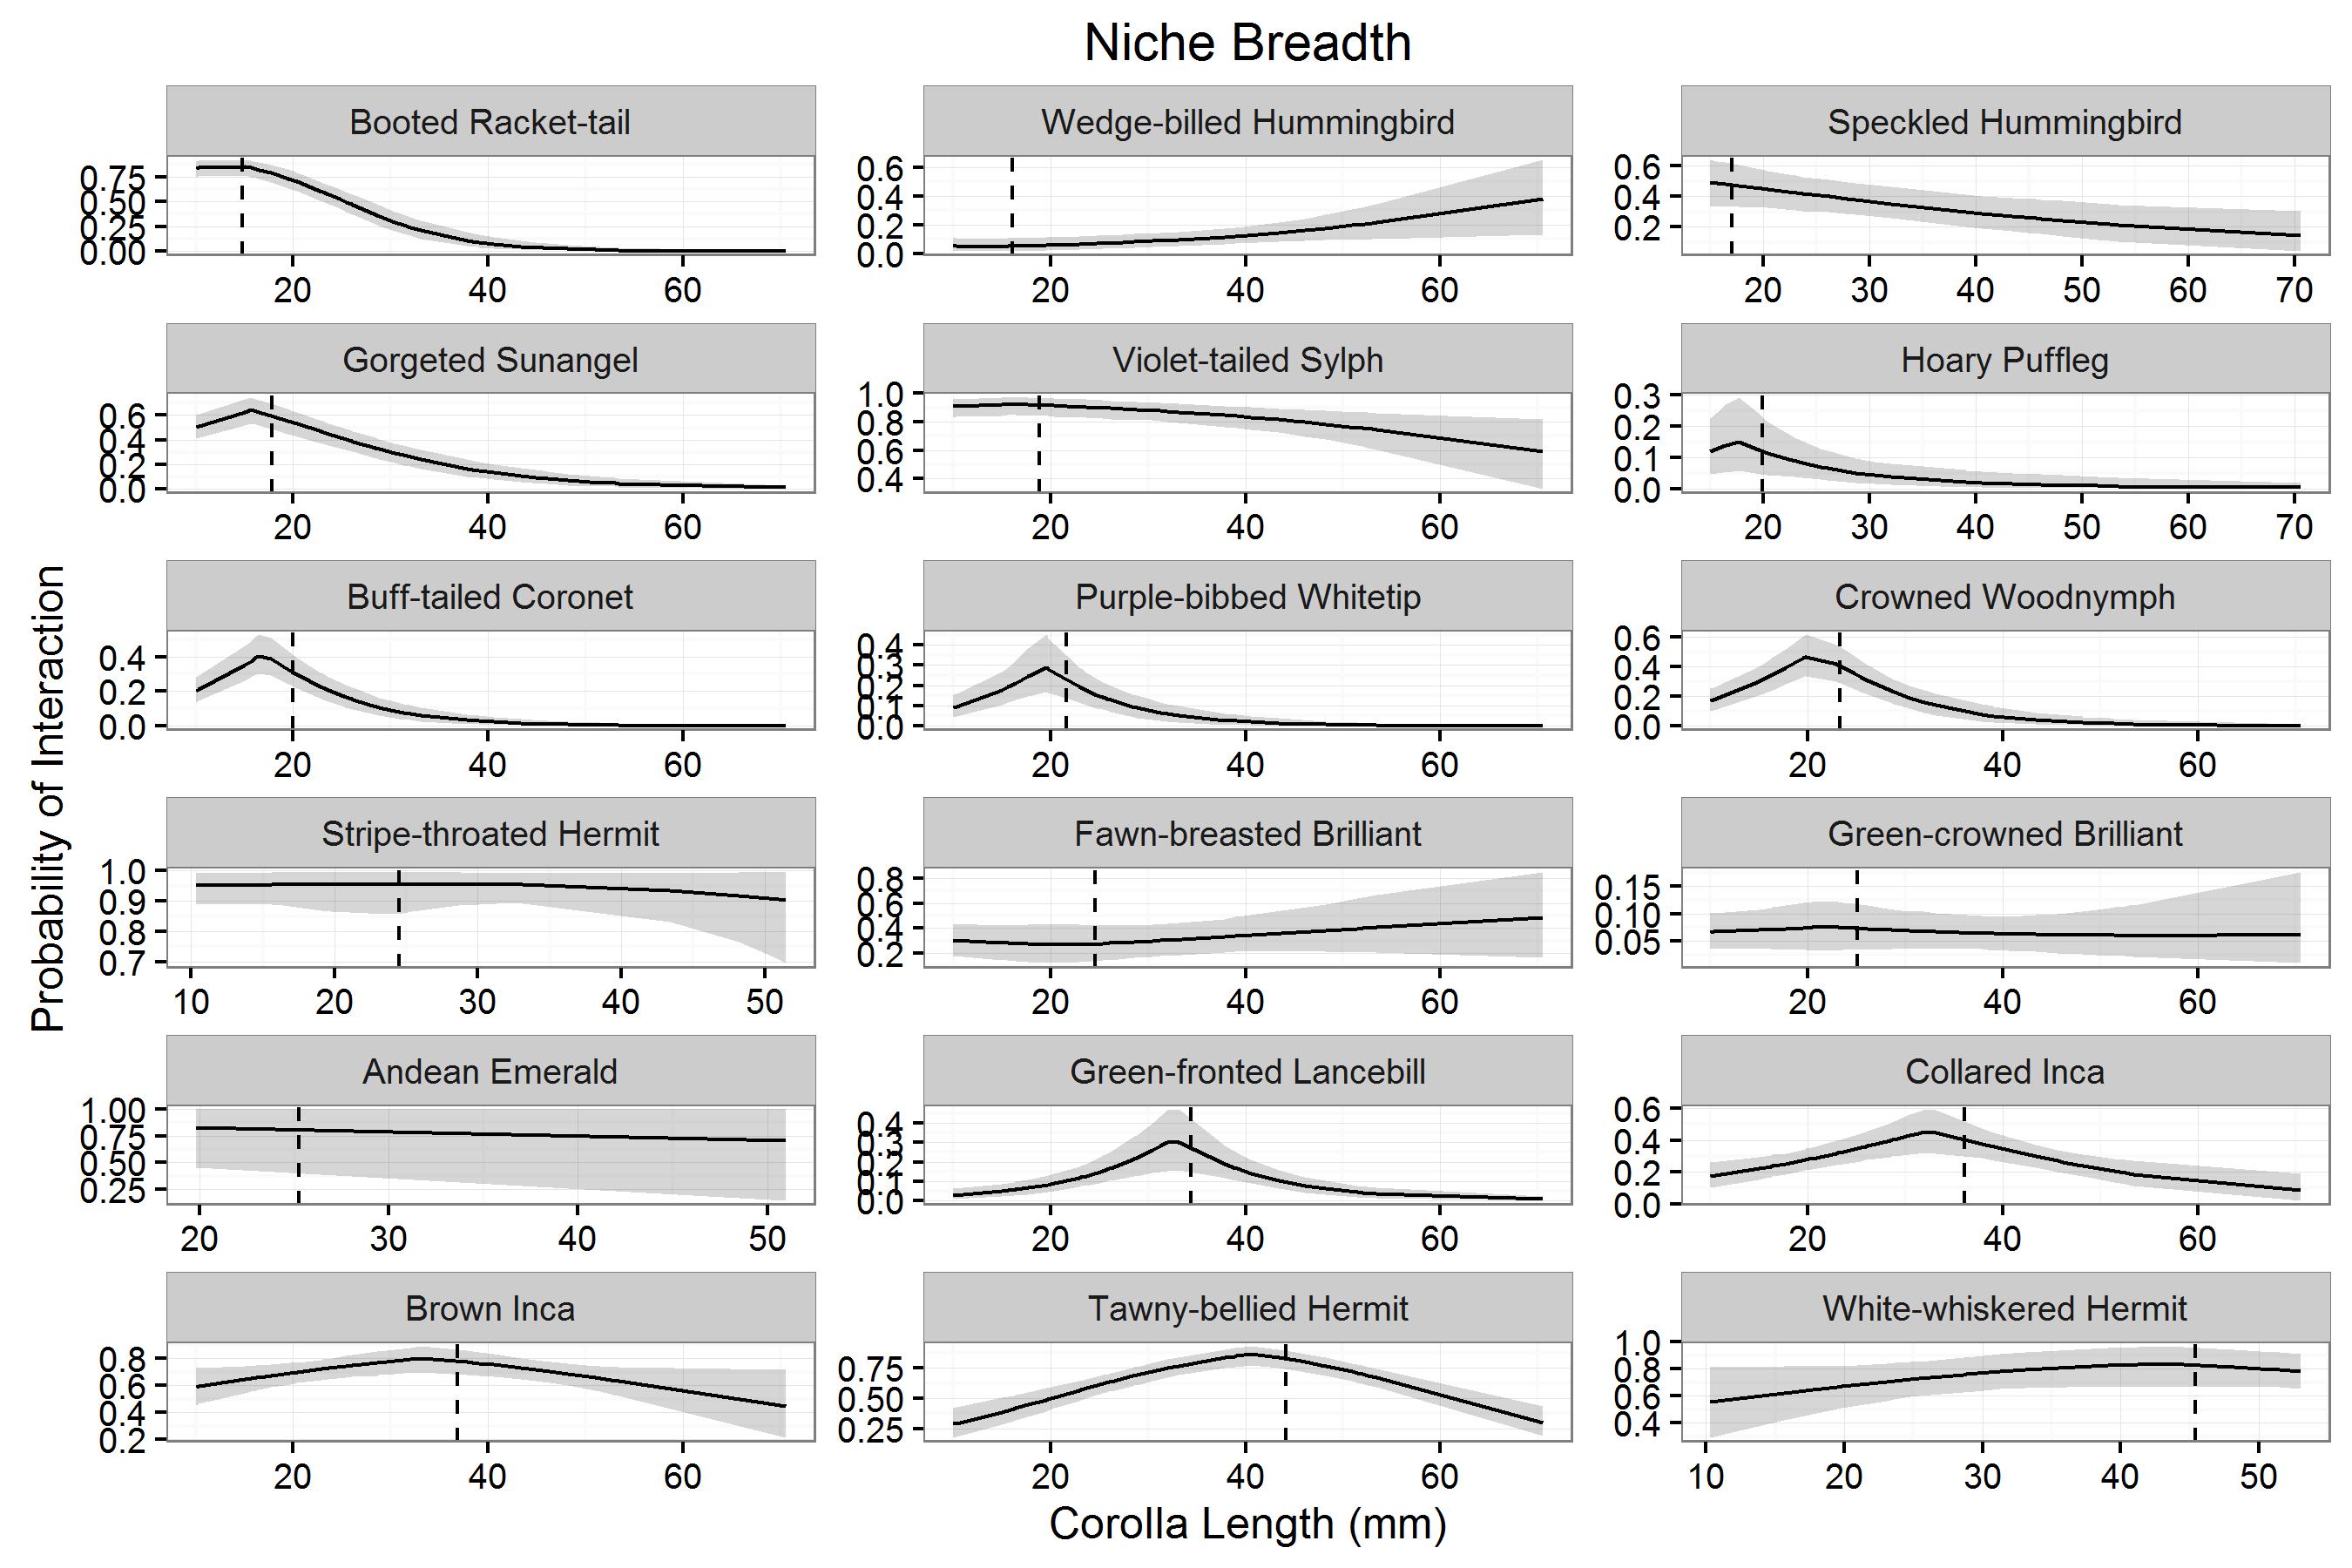 Niche Breadth
Booted Racket-tail
Wedge-billed Hummingbird
Speckled Hummingbird
0.75
0.50
0.25
0.00
20 40 60
0.6
0.4
0.2
0.0
20 40 60
0.6
0.4
0.2
20 30 40 50 60 70
Gorgeted Sunangel
Violet-tailed Sylph
Hoary Puffleg
0.6
0.4
0.2
0.0
20 40 60
1.0
0.8
0.6
0.4
20 40 60
0.3
0.2
0.1
0.0
20 30 40 50 60 70
Buff-tailed Coronet
Purple-bibbed Whitetip
Crowned Woodnymph
0.4
0.2
0.0
20 40 60
0.4
0.3
0.2
0.1
0.0
20 40 60
0.6
0.4
0.2
0.0
20 40 60
Probability of Interaction
Stripe-throated Hermit
Fawn-breasted Brilliant
Green-crowned Brilliant
1.0
0.9
0.8
0.7
10 20 30 40 50
0.8
0.6
0.4
0.2
20 40 60
0.15
0.10
0.05
20 40 60
Andean Emerald
Green-fronted Lancebill
Collared Inca
1.00
0.75
0.50
0.25
20 30 40 50
0.4
0.3
0.2
0.1
0.0
20 40 60
0.6
0.4
0.2
0.0
20 40 60
Brown Inca
Tawny-bellied Hermit
White-whiskered Hermit
0.8
0.6
0.4
0.2
20 40 60
0.75
0.50
0.25
20 40 60
1.0
0.8
0.6
0.4
10 20 30 40 50
Corolla Length (mm)